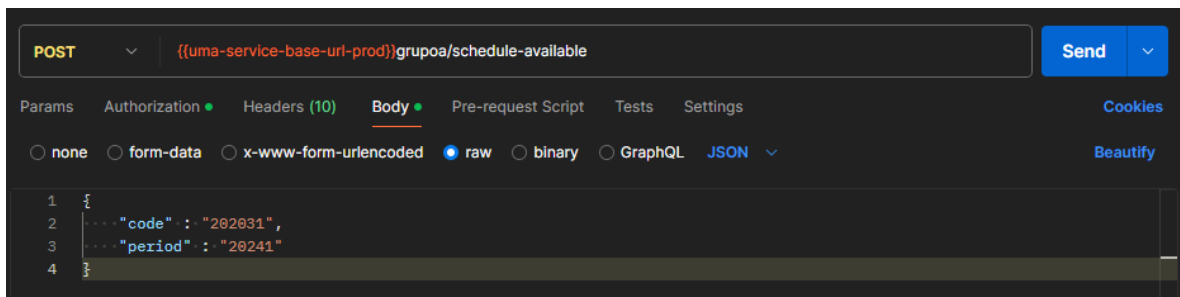 POST {{uma-service-base-url-prod}}grupoa/schedule-available Send
Params Authorization Headers (10) Body Pre-request Script Tests Settings Cookies
none form-data x-www-form-urlencoded raw binary GraphQL JSON Beautify
1 {
2 "code" : "202031",
3 "period" : "20241"
4 }